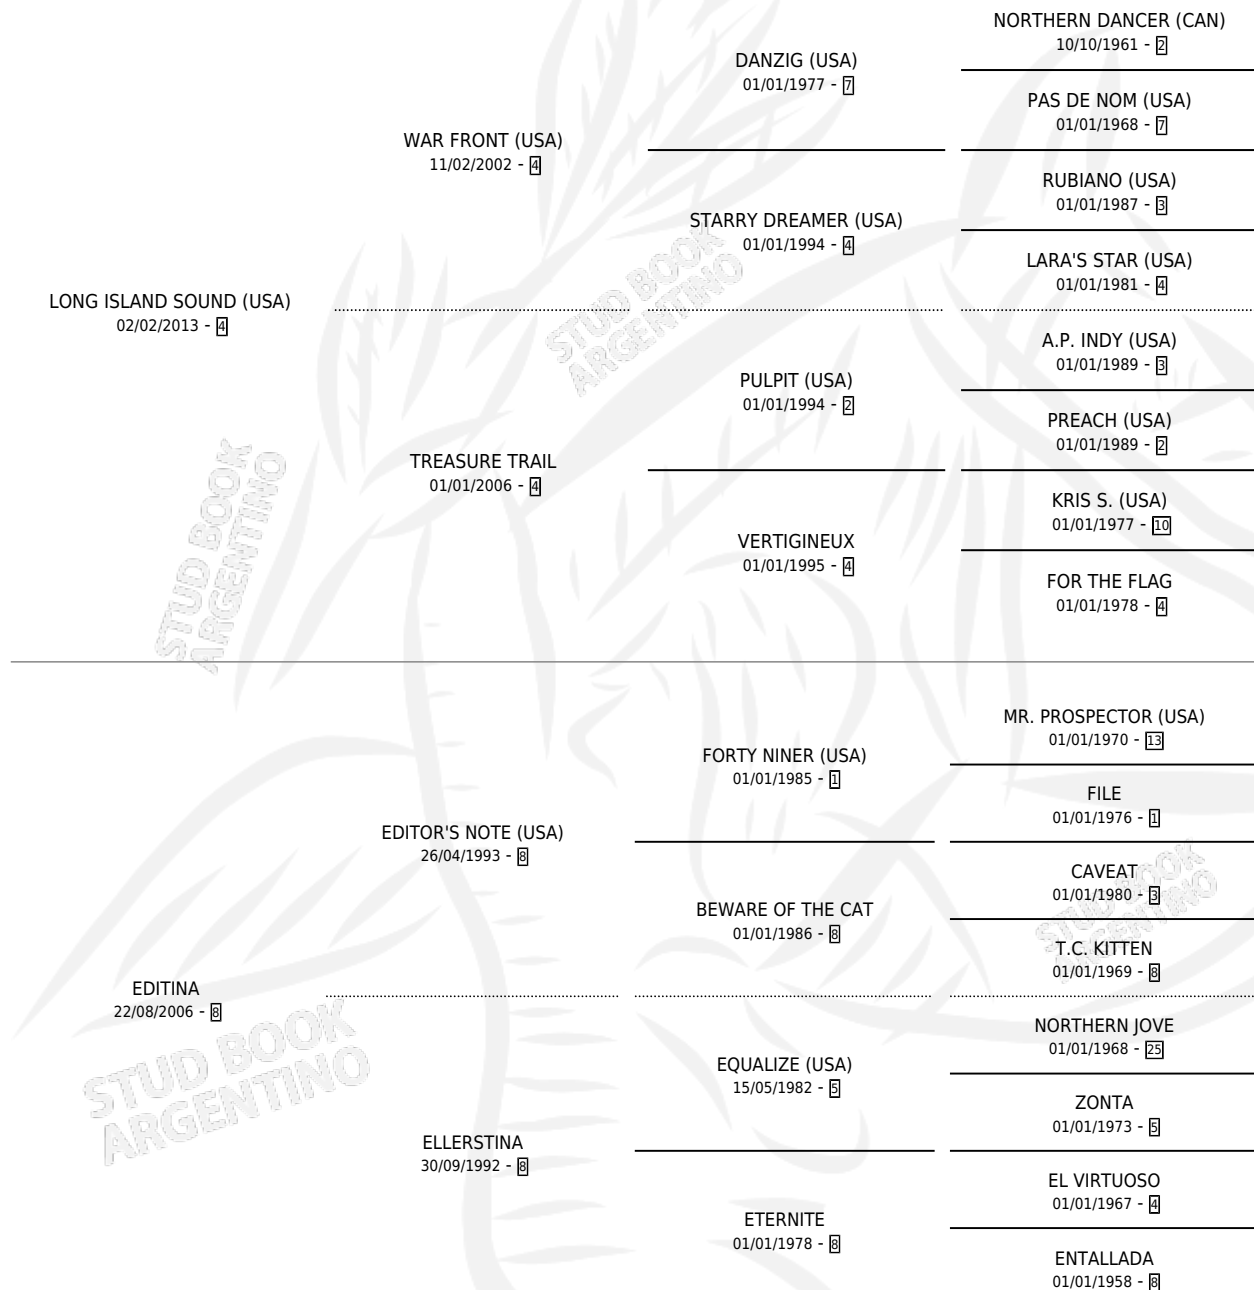 NORTHERN DANCER (CAN)
10/10/1961 - 2
DANZIG (USA)
01/01/1977 - 7
PAS DE NOM (USA)
01/01/1968 - 7
WAR FRONT (USA)
11/02/2002 - 4
RUBIANO (USA)
01/01/1987 - 3
STARRY DREAMER (USA)
01/01/1994 - 4
LARA'S STAR (USA)
01/01/1981 - 4
LONG ISLAND SOUND (USA)
02/02/2013 - 4
A.P. INDY (USA)
01/01/1989 - 3
PULPIT (USA)
01/01/1994 - 2
PREACH (USA)
01/01/1989 - 2
TREASURE TRAIL
01/01/2006 - 4
KRIS S. (USA)
01/01/1977 - 10
VERTIGINEUX
01/01/1995 - 4
FOR THE FLAG
01/01/1978 - 4
MR. PROSPECTOR (USA)
01/01/1970 - 13
FORTY NINER (USA)
01/01/1985 - 1
FILE
01/01/1976 - 1
EDITOR'S NOTE (USA)
26/04/1993 - 8
CAVEAT
01/01/1980 - 3
BEWARE OF THE CAT
01/01/1986 - 8
T.C. KITTEN
01/01/1969 - 8
EDITINA
22/08/2006 - 8
NORTHERN JOVE
01/01/1968 - 25
EQUALIZE (USA)
15/05/1982 - 5
ZONTA
01/01/1973 - 5
ELLERSTINA
30/09/1992 - 8
EL VIRTUOSO
01/01/1967 - 4
ETERNITE
01/01/1978 - 8
ENTALLADA
01/01/1958 - 8
STUD BOOK
ARGENTINO
STUD BOOK
ARGENTINO
STUD BOOK
ARGENTINO
STUD BOOK
ARGENTINO